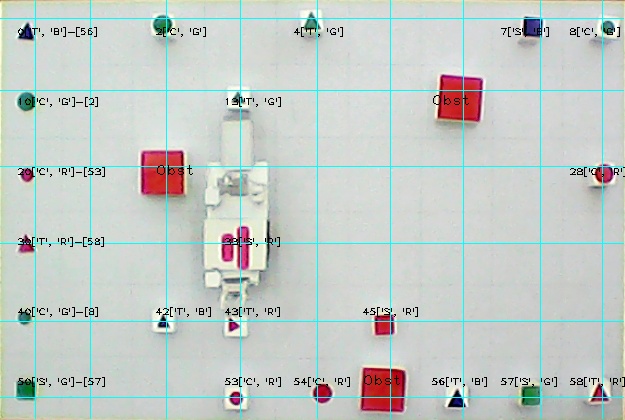 0['T', 'B']-[56]
2['C', 'G']
4['T', 'G']
7['S', 'B']
8['C', 'G']
10['C', 'G']-[2]
13['T', 'G']
Obst
20['C', 'R']-[53]
Obst
28['C', 'R']
30['T', 'R']-[58]
33['S', 'R']
40['C', 'G']-[8]
42['T', 'B']
43['T', 'R']
45['S', 'R']
50['S', 'G']-[57]
53['C', 'R']
54['C', 'R']
Obst
56['T', 'B']
57['S', 'G']
58['T', 'R']